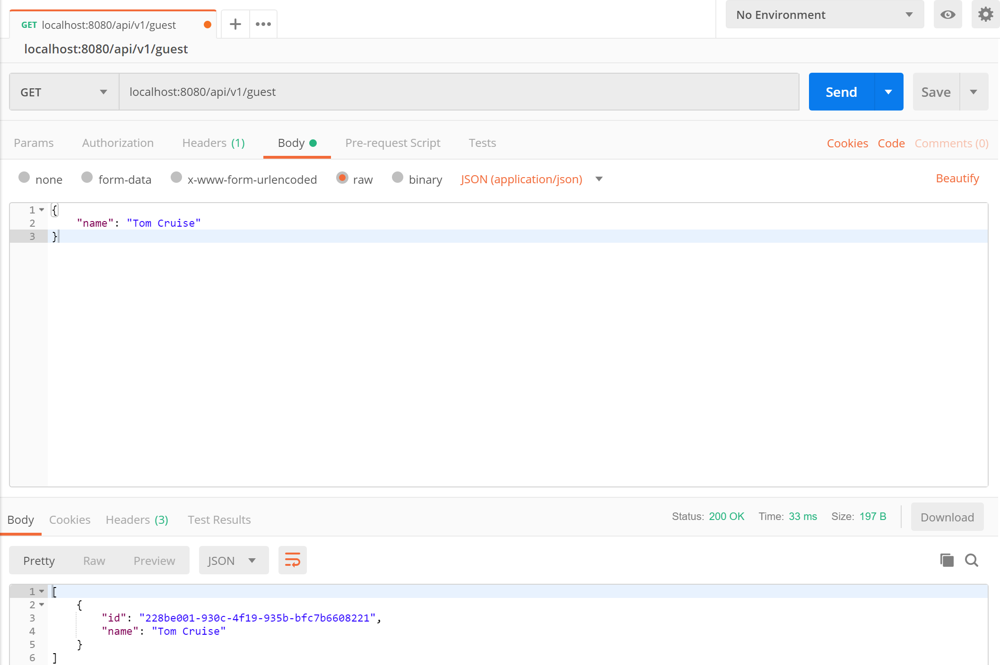 GET localhost:8080/api/v1/guest
No Environment
localhost:8080/api/v1/guest
GET localhost:8080/api/v1/guest Send Save
Params Authorization Headers (1) Body Pre-request Script Tests Cookies Code Comments (0)
none form-data x-www-form-urlencoded raw binary JSON (application/json) Beautify
1 {
2 "name": "Tom Cruise"
3 }
Body Cookies Headers (3) Test Results Status: 200 OK Time: 33 ms Size: 197 B Download
Pretty Raw Preview JSON
1 [
2 {
3 "id": "228be001-930c-4f19-935b-bfc7b6608221",
4 "name": "Tom Cruise"
5 }
6 ]